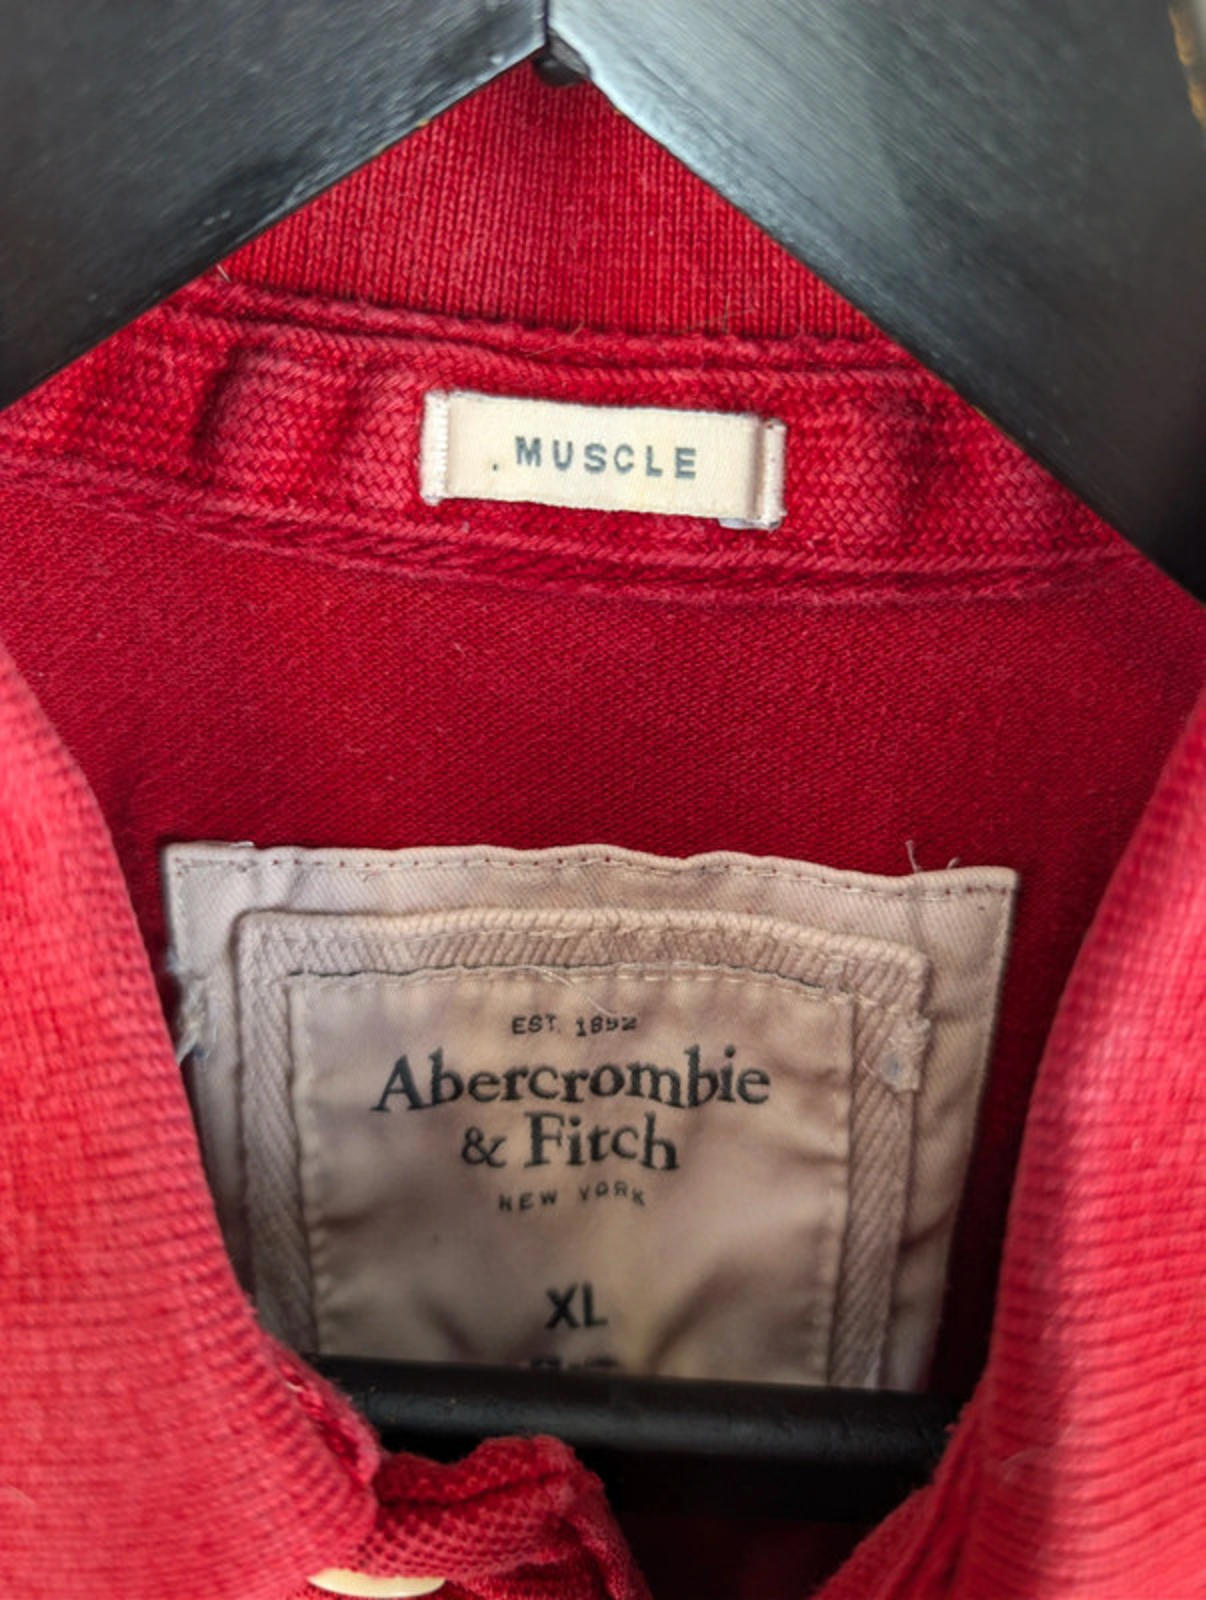 MUSCLE
EST. 1892
Abercrombie
& Fitch
NEW YORK
XL